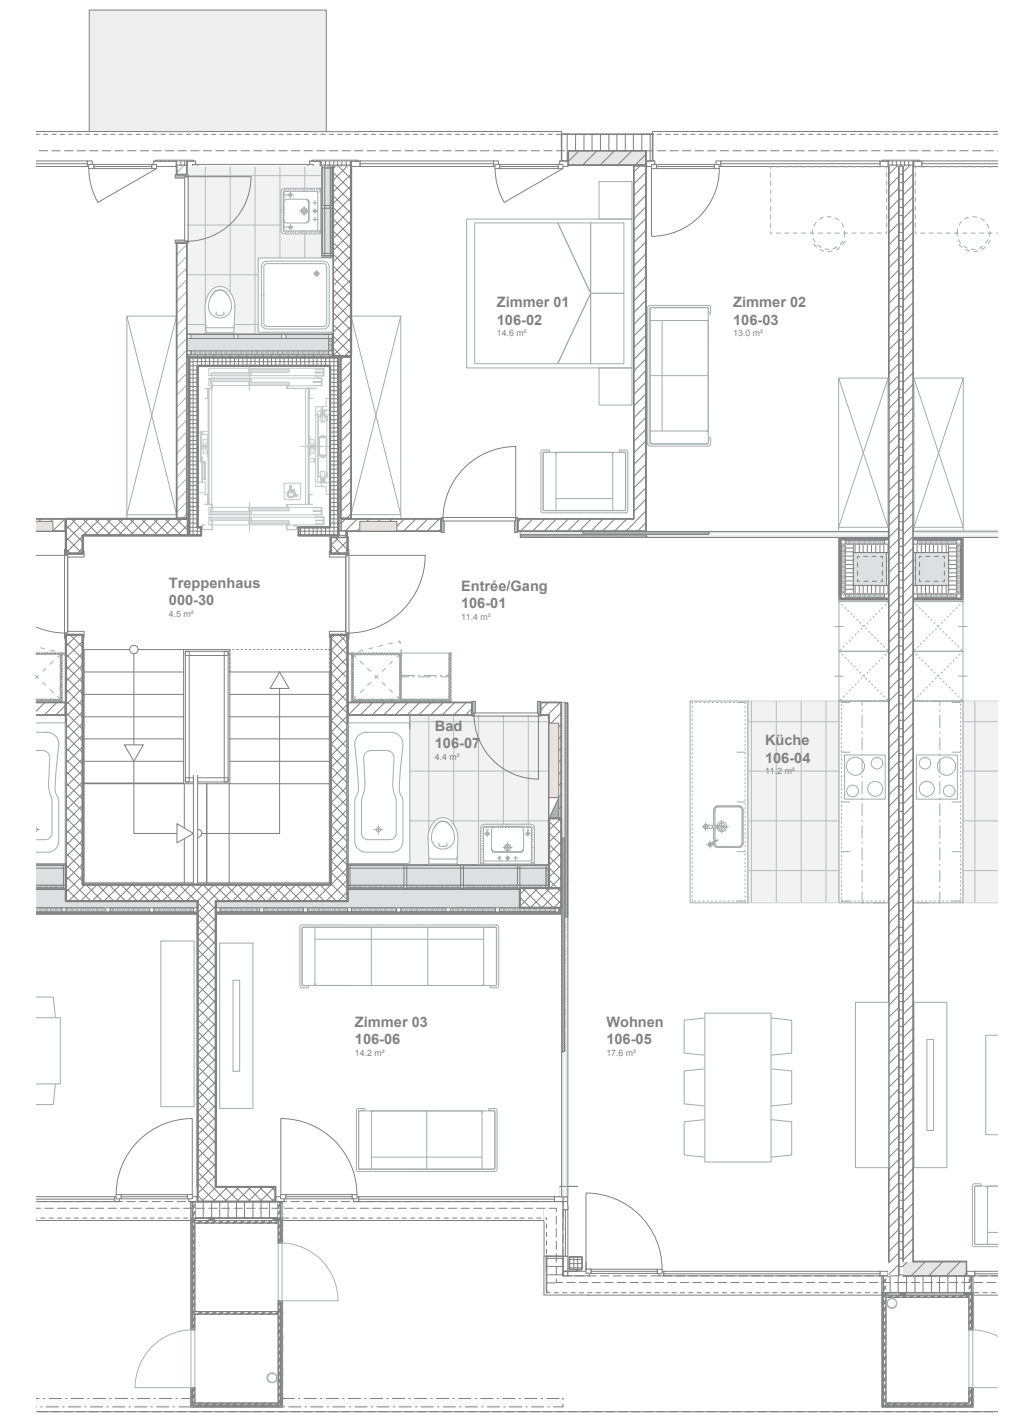 Zimmer 01
106-02
14.6 m²
Zimmer 02
106-03
13.0 m²
Treppenhaus
000-30
4.5 m²
Entrée/Gang
106-01
11.4 m²
Bad
106-07
4.4 m²
Küche
106-04
11.2 m²
Zimmer 03
106-06
14.2 m²
Wohnen
106-05
17.6 m²